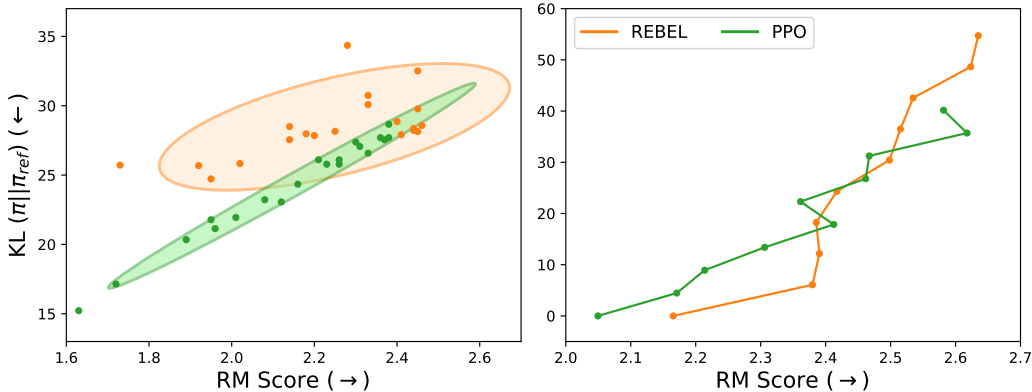 35
30
25
20
15
KL (π||π_ref) (←)
1.6 1.8 2.0 2.2 2.4 2.6
RM Score (→)
REBEL PPO
60
50
40
30
20
10
0
2.0 2.1 2.2 2.3 2.4 2.5 2.6 2.7
RM Score (→)